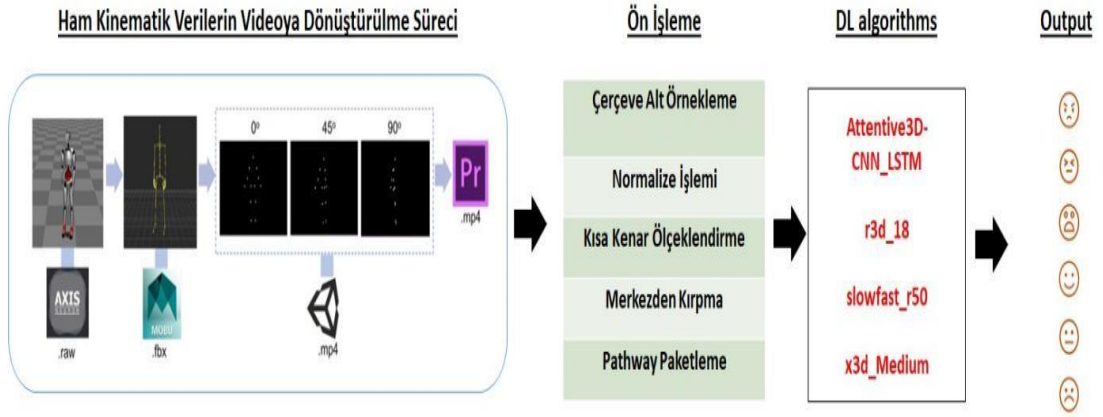 Ham Kinematik Verilerin Videoya Dönüştürülme Süreci
Ön İşleme
DL algorithms
Output
0°
45°
90°
Pr
.mp4
AXIS
MOBU
.raw
.fbx
.mp4
Çerçeve Alt Örnekleme
Normalize İşlemi
Kısa Kenar Ölçeklendirme
Merkezden Kırpma
Pathway Paketleme
Attentive3D-
CNN_LSTM
r3d_18
slowfast_r50
x3d_Medium